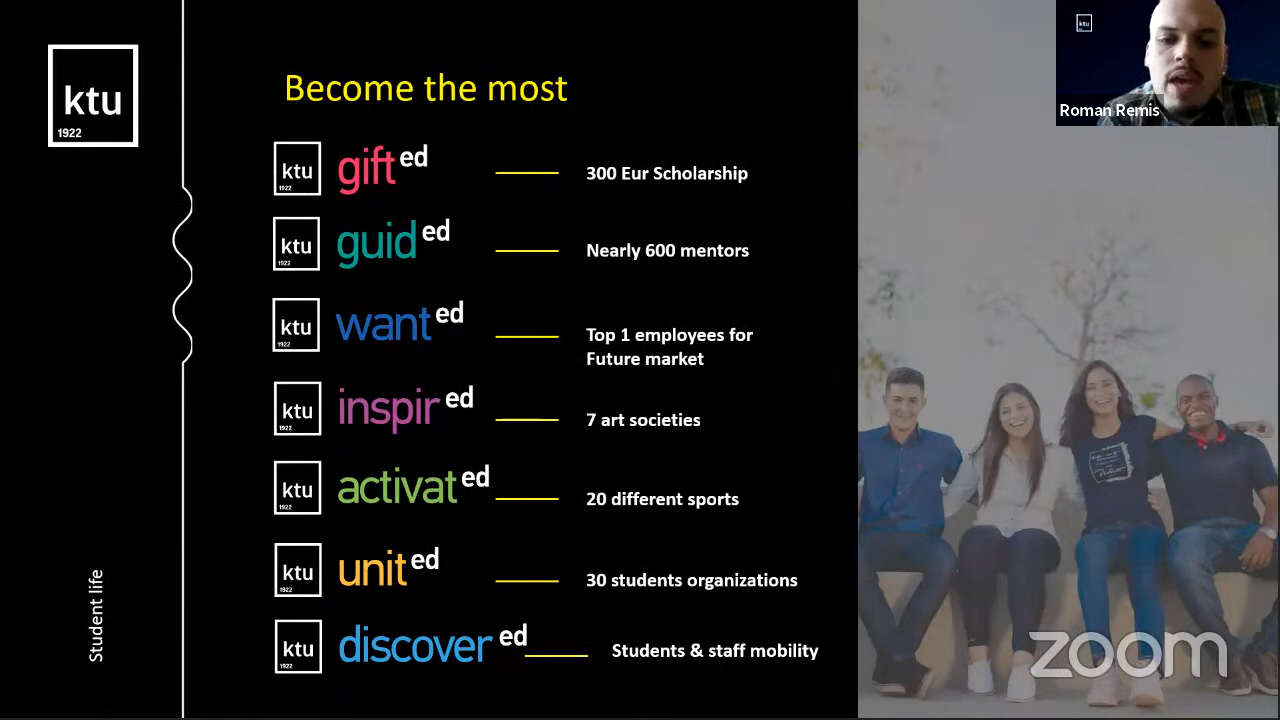 ktu
1922
Become the most
ktu
1922
gifted
300 Eur Scholarship
ktu
1922
guided
Nearly 600 mentors
ktu
1922
wanted
Top 1 employees for
Future market
ktu
1922
inspired
7 art societies
ktu
1922
activated
20 different sports
ktu
1922
united
30 students organizations
ktu
1922
discovered
Students & staff mobility
Student life
ktu
Roman Remis
zoom